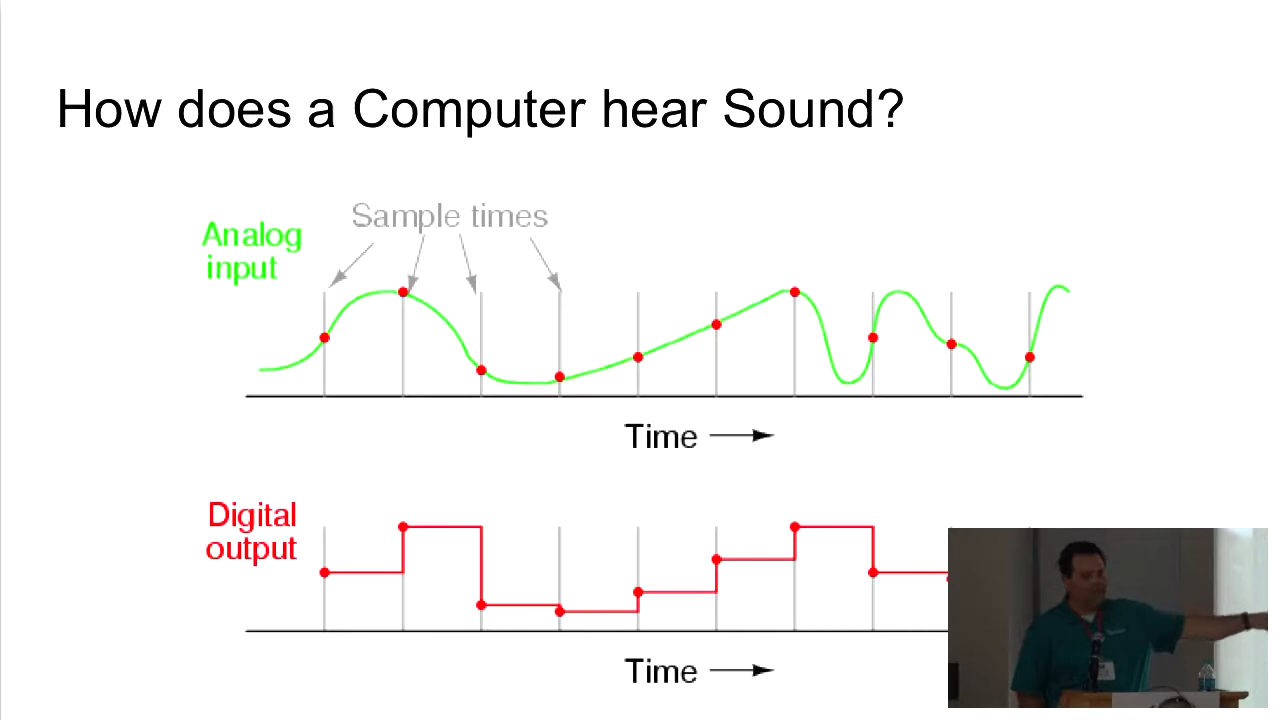 How does a Computer hear Sound?
Sample times
Analog
input
Time
Digital
output
Time